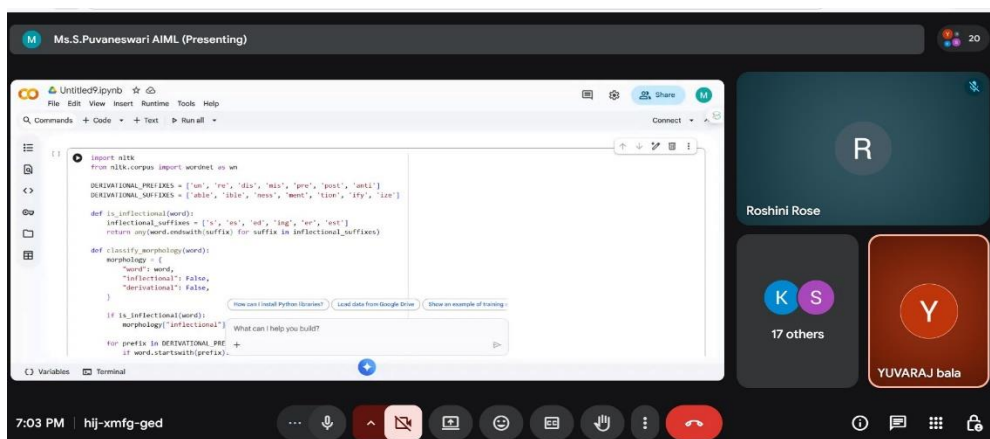 M Ms.S.Puvaneswari AIML (Presenting)
20
Untitled9.ipynb
File Edit View Insert Runtime Tools Help
Share M
Commands + Code + Text Run all
Connect
[ ]
import nltk
from nltk.corpus import wordnet as wn
DERIVATIONAL_PREFIXES = ['un', 're', 'dis', 'mis', 'pre', 'post', 'anti']
DERIVATIONAL_SUFFIXES = ['able', 'ible', 'ness', 'ment', 'tion', 'ify', 'ize']
def is_inflectional(word):
inflectional_suffixes = ['s', 'es', 'ed', 'ing', 'er', 'est']
return any(word.endswith(suffix) for suffix in inflectional_suffixes)
def classify_morphology(word):
morphology = {
"word": word,
"inflectional": False,
"derivational": False,
}
How can I install Python libraries? Load data from Google Drive Show an example of training
if is_inflectional(word):
morphology["inflectional"]
What can I help you build?
for prefix in DERIVATIONAL_PRE
if word.startswith(prefix).
Variables Terminal
R
Roshini Rose
K S
17 others
Y
YUVARAJ bala
7:03 PM | hij-xmfg-ged